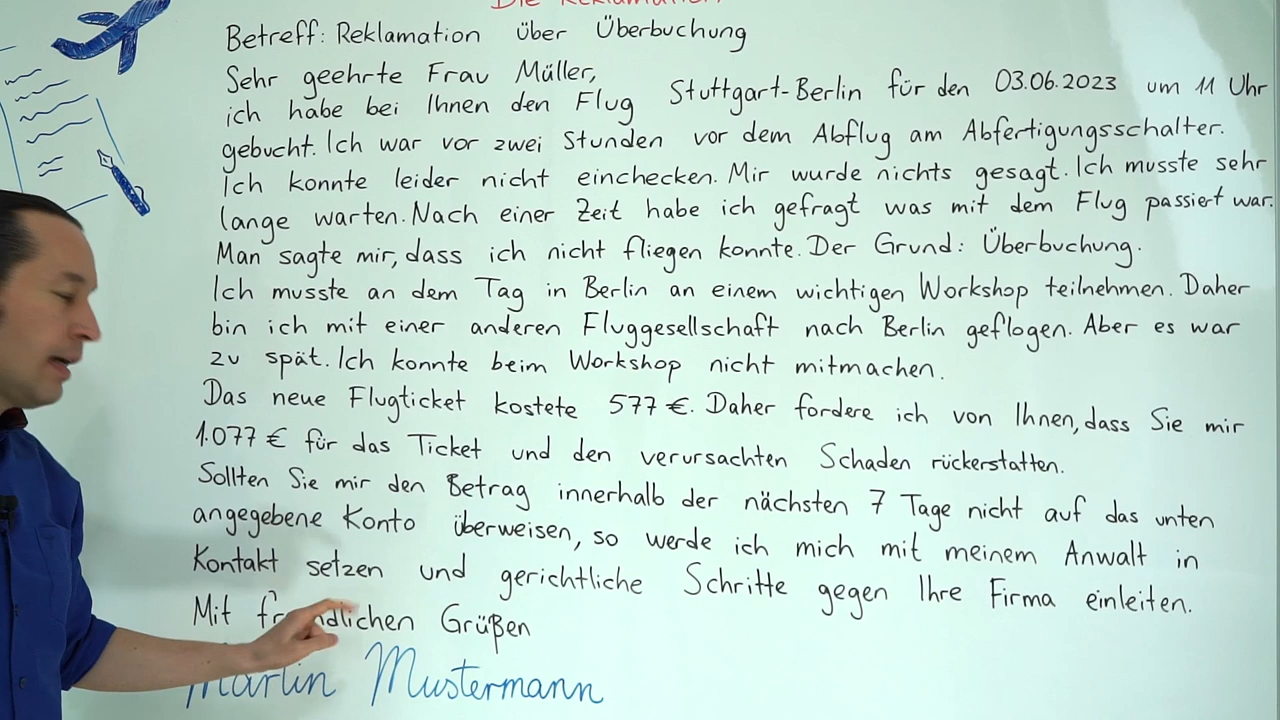 Die Reklamation
Betreff: Reklamation über Überbuchung
Sehr geehrte Frau Müller,
ich habe bei Ihnen den Flug Stuttgart-Berlin für den 03.06.2023 um 11 Uhr
gebucht. Ich war vor zwei Stunden vor dem Abflug am Abfertigungsschalter.
Ich konnte leider nicht einchecken. Mir wurde nichts gesagt. Ich musste sehr
lange warten. Nach einer Zeit habe ich gefragt was mit dem Flug passiert war.
Man sagte mir, dass ich nicht fliegen konnte. Der Grund: Überbuchung.
Ich musste an dem Tag in Berlin an einem wichtigen Workshop teilnehmen. Daher
bin ich mit einer anderen Fluggesellschaft nach Berlin geflogen. Aber es war
zu spät. Ich konnte beim Workshop nicht mitmachen.
Das neue Flugticket kostete 577 €. Daher fordere ich von Ihnen, dass Sie mir
1.077 € für das Ticket und den verursachten Schaden rückerstatten.
Sollten Sie mir den Betrag innerhalb der nächsten 7 Tage nicht auf das unten
angegebene Konto überweisen, so werde ich mich mit meinem Anwalt in
Kontakt setzen und gerichtliche Schritte gegen Ihre Firma einleiten.
Mit freundlichen Grüßen
Martin Mustermann